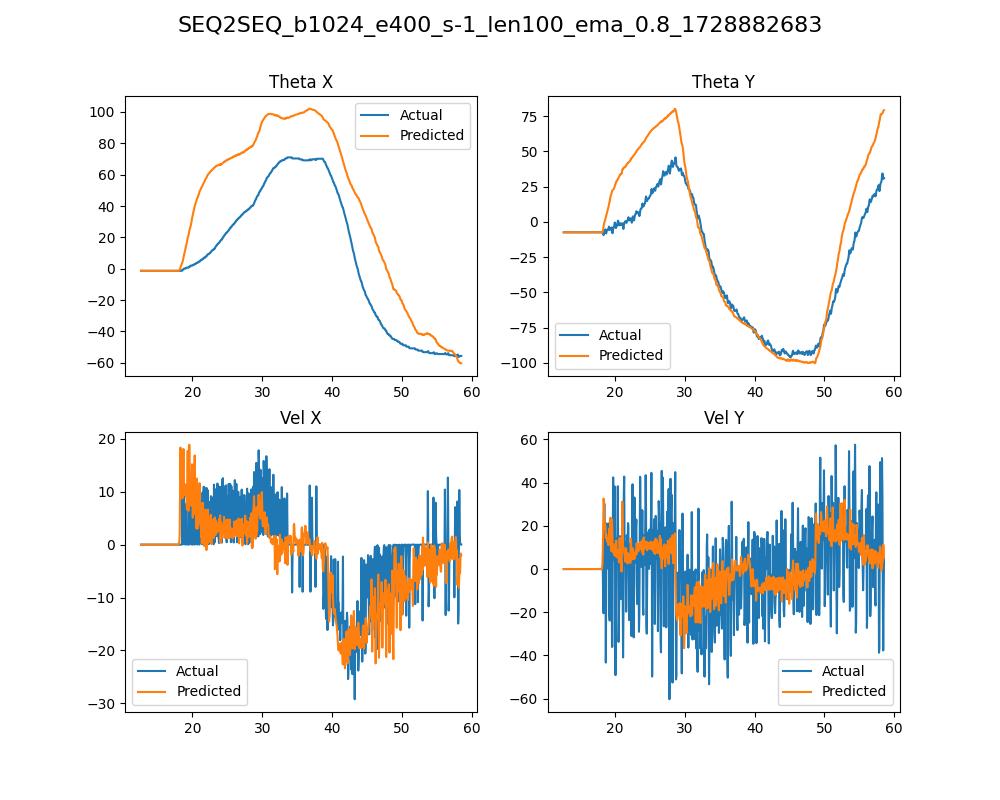 SEQ2SEQ_b1024_e400_s-1_len100_ema_0.8_1728882683
Theta X
100
80
60
40
20
0
−20
−40
−60
20 30 40 50 60
Actual
Predicted
Theta Y
75
50
25
0
−25
−50
−75
−100
20 30 40 50 60
Actual
Predicted
Vel X
20
10
0
−10
−20
−30
20 30 40 50 60
Actual
Predicted
Vel Y
60
40
20
0
−20
−40
−60
20 30 40 50 60
Actual
Predicted